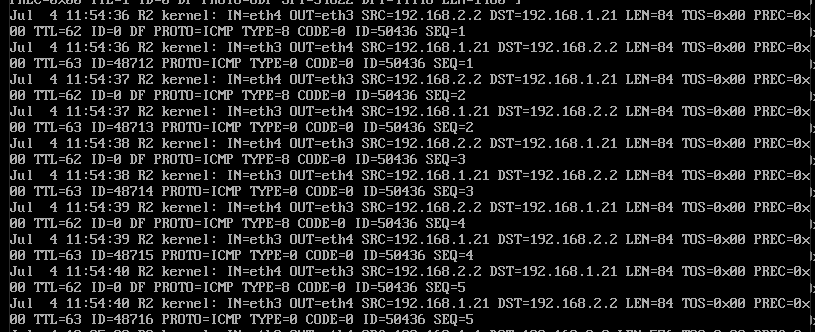 Jul  4 11:54:36 R2 kernel: IN=eth4 OUT=eth3 SRC=192.168.2.2 DST=192.168.1.21 LEN=84 TOS=0x00 PREC=0x
00 TTL=62 ID=0 DF PROTO=ICMP TYPE=8 CODE=0 ID=50436 SEQ=1
Jul  4 11:54:36 R2 kernel: IN=eth3 OUT=eth4 SRC=192.168.1.21 DST=192.168.2.2 LEN=84 TOS=0x00 PREC=0x
00 TTL=63 ID=48712 PROTO=ICMP TYPE=0 CODE=0 ID=50436 SEQ=1
Jul  4 11:54:37 R2 kernel: IN=eth4 OUT=eth3 SRC=192.168.2.2 DST=192.168.1.21 LEN=84 TOS=0x00 PREC=0x
00 TTL=62 ID=0 DF PROTO=ICMP TYPE=8 CODE=0 ID=50436 SEQ=2
Jul  4 11:54:37 R2 kernel: IN=eth3 OUT=eth4 SRC=192.168.1.21 DST=192.168.2.2 LEN=84 TOS=0x00 PREC=0x
00 TTL=63 ID=48713 PROTO=ICMP TYPE=0 CODE=0 ID=50436 SEQ=2
Jul  4 11:54:38 R2 kernel: IN=eth4 OUT=eth3 SRC=192.168.2.2 DST=192.168.1.21 LEN=84 TOS=0x00 PREC=0x
00 TTL=62 ID=0 DF PROTO=ICMP TYPE=8 CODE=0 ID=50436 SEQ=3
Jul  4 11:54:38 R2 kernel: IN=eth3 OUT=eth4 SRC=192.168.1.21 DST=192.168.2.2 LEN=84 TOS=0x00 PREC=0x
00 TTL=63 ID=48714 PROTO=ICMP TYPE=0 CODE=0 ID=50436 SEQ=3
Jul  4 11:54:39 R2 kernel: IN=eth4 OUT=eth3 SRC=192.168.2.2 DST=192.168.1.21 LEN=84 TOS=0x00 PREC=0x
00 TTL=62 ID=0 DF PROTO=ICMP TYPE=8 CODE=0 ID=50436 SEQ=4
Jul  4 11:54:39 R2 kernel: IN=eth3 OUT=eth4 SRC=192.168.1.21 DST=192.168.2.2 LEN=84 TOS=0x00 PREC=0x
00 TTL=63 ID=48715 PROTO=ICMP TYPE=0 CODE=0 ID=50436 SEQ=4
Jul  4 11:54:40 R2 kernel: IN=eth4 OUT=eth3 SRC=192.168.2.2 DST=192.168.1.21 LEN=84 TOS=0x00 PREC=0x
00 TTL=62 ID=0 DF PROTO=ICMP TYPE=8 CODE=0 ID=50436 SEQ=5
Jul  4 11:54:40 R2 kernel: IN=eth3 OUT=eth4 SRC=192.168.1.21 DST=192.168.2.2 LEN=84 TOS=0x00 PREC=0x
00 TTL=63 ID=48716 PROTO=ICMP TYPE=0 CODE=0 ID=50436 SEQ=5